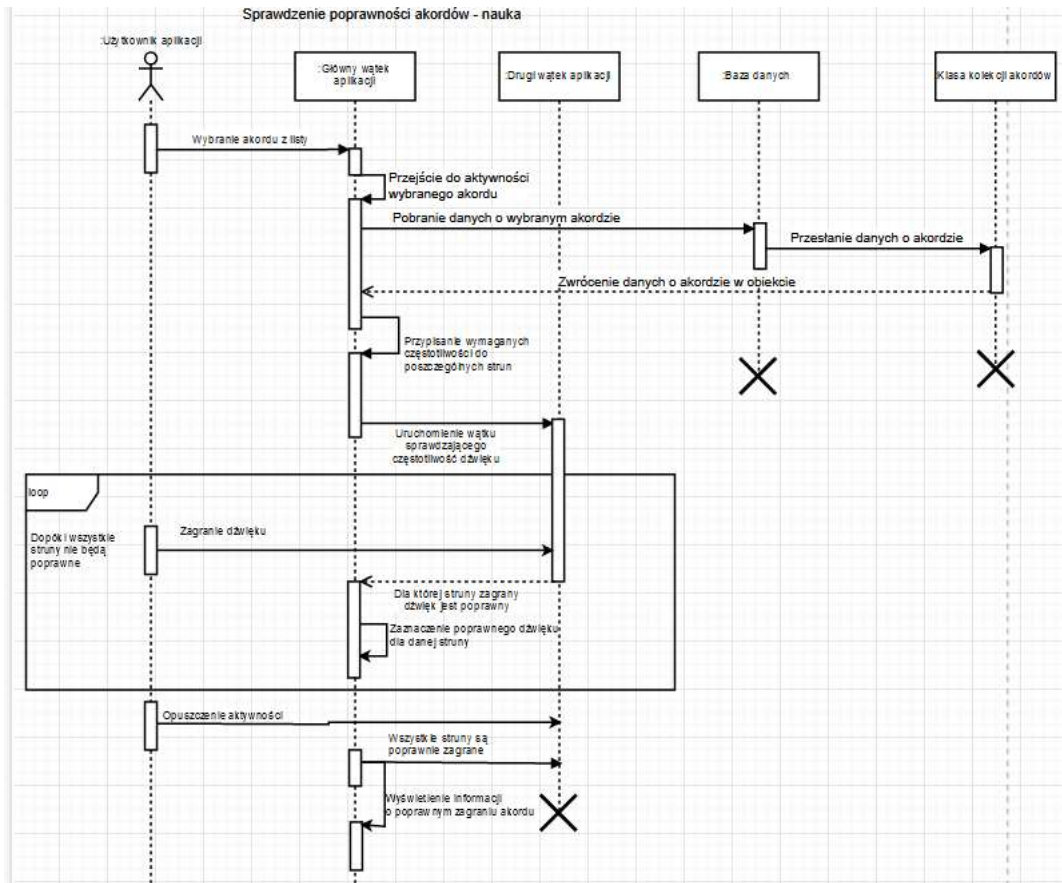 Sprawdzenie poprawności akordów - nauka
:Użytkownik aplikacji
:Główny wątek
aplikacji
:Drugi wątek aplikacji
:Baza danych
Klasa kolekcji akordów
Wybranie akordu z listy
Przejście do aktywności
wybranego akordu
Pobranie danych o wybranym akordzie
Przesłanie danych o akordzie
Zwrócenie danych o akordzie w obiekcie
Przypisanie wymaganych
częstotliwości do
poszczególnych strun
Uruchomienie wątku
sprawdzającego
częstotliwość dźwięku
loop
Dopóki wszystkie
struny nie będą
poprawne
Zagranie dźwięku
Dla której struny zagrany
dźwięk jest poprawny
Zaznaczenie poprawnego dźwięku
dla danej struny
Opuszczenie aktywności
Wszystkie struny są
poprawnie zagrane
Wyświetlenie informacji
o poprawnym zagraniu akordu